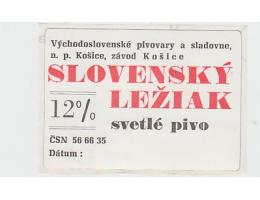 Východoslovenské pivovary a sladovne,
n. p. Košice, závod Košice
SLOVENSKÝ
12% LEŽIAK
svetlé pivo
ČSN 56 66 35
Dátum :